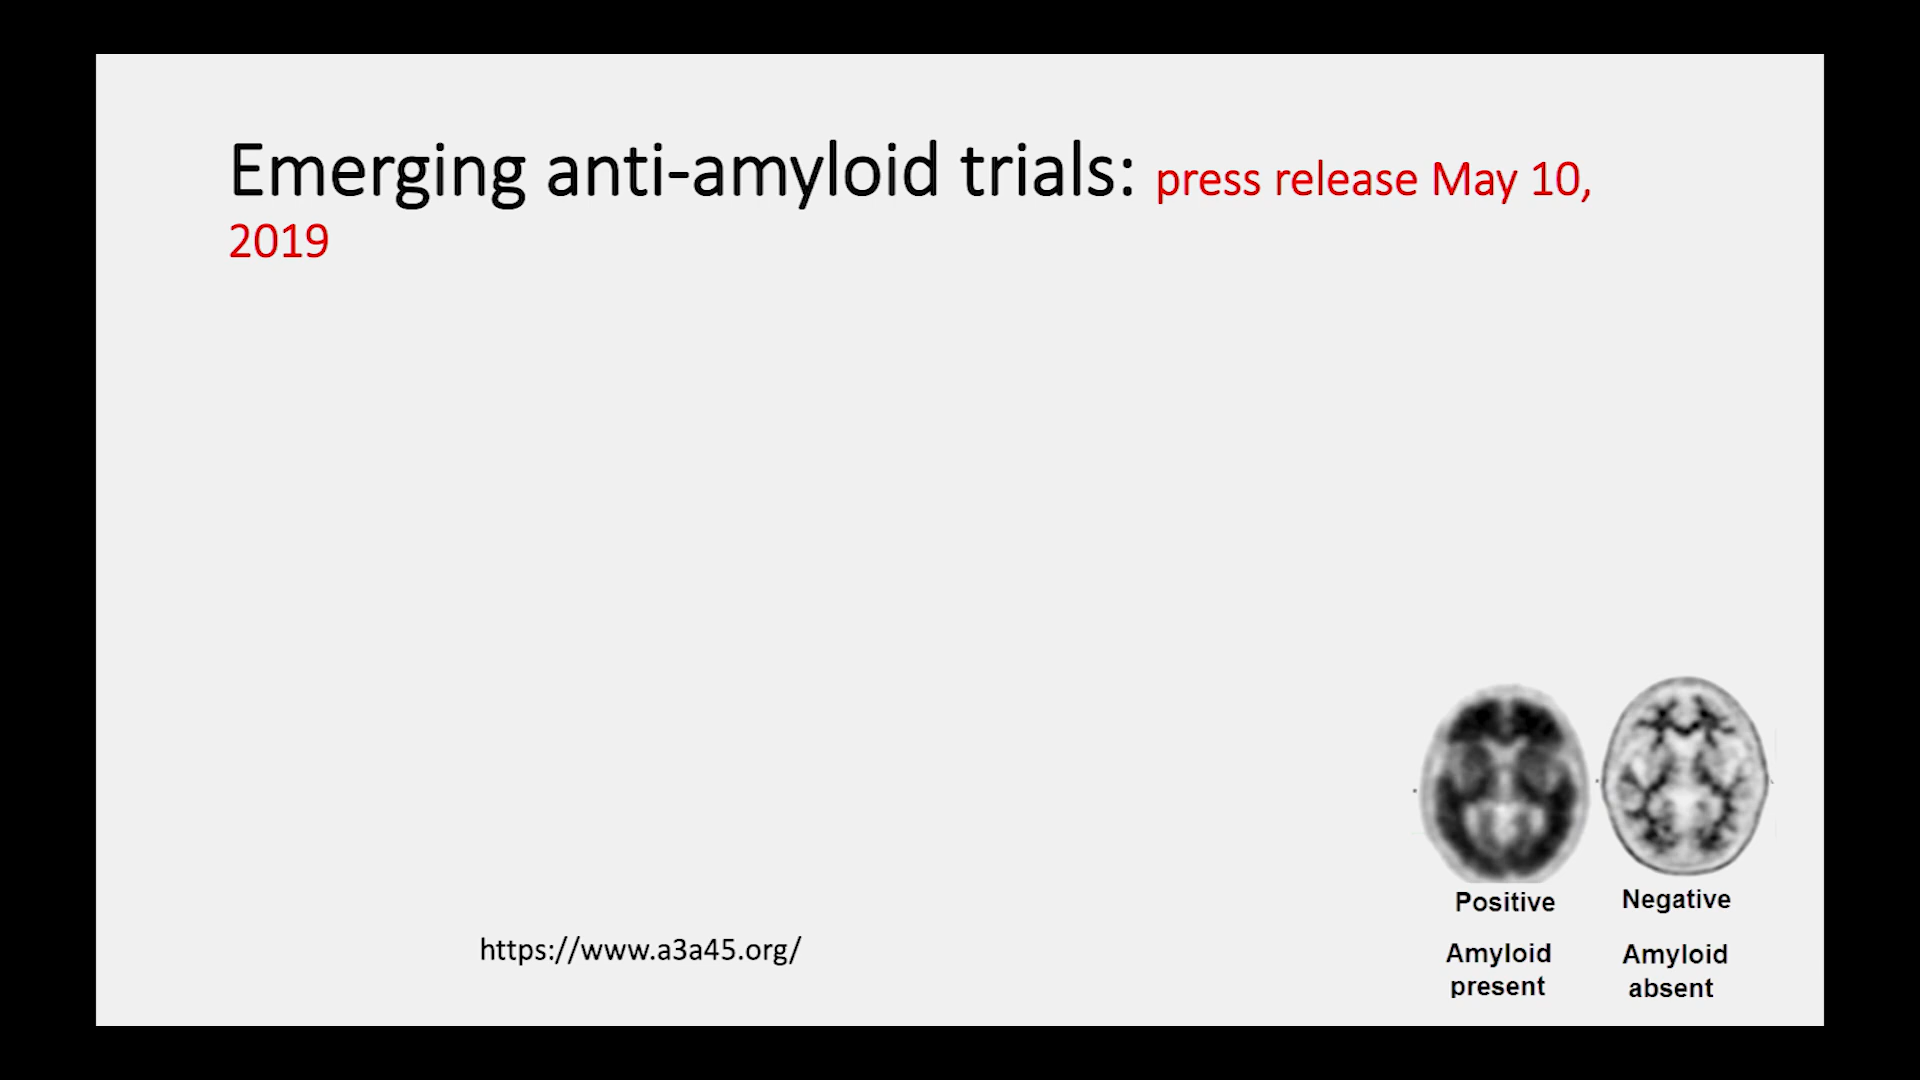 Emerging anti-amyloid trials: press release May 10,
2019
Positive
Negative
Amyloid
present
Amyloid
absent
https://www.a3a45.org/